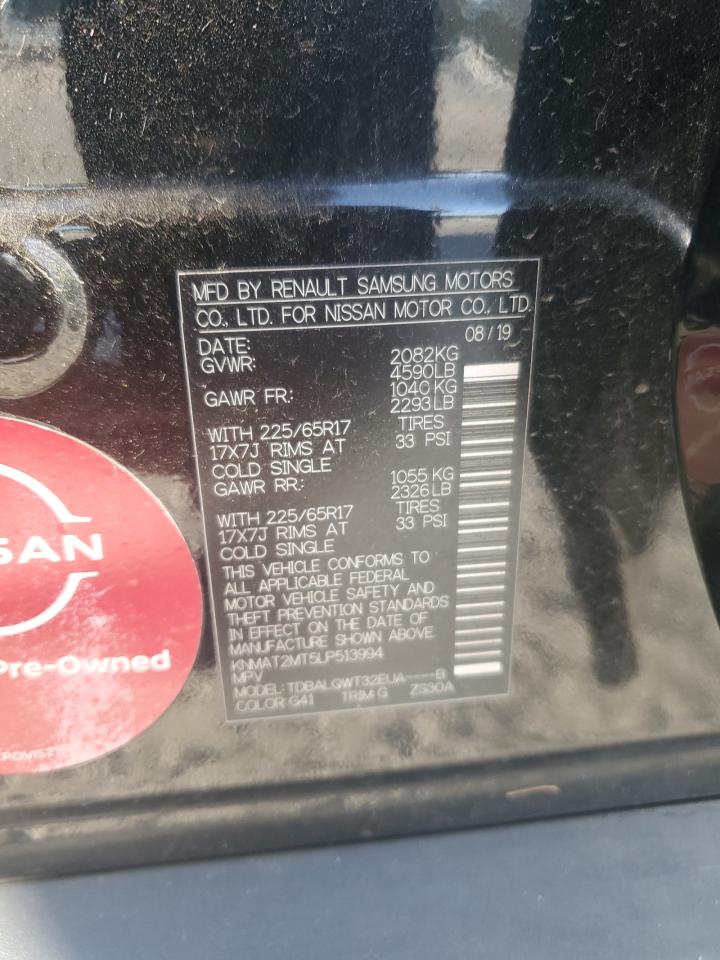 MFD BY RENAULT SAMSUNG MOTORS
CO., LTD. FOR NISSAN MOTOR CO., LTD.
DATE: 08/19
GVWR: 2082KG
4590LB
GAWR FR: 1040KG
2293LB
WITH 225/65R17 TIRES
17X7J RIMS AT 33 PSI
COLD SINGLE
GAWR RR: 1055 KG
2326LB
WITH 225/65R17 TIRES
17X7J RIMS AT 33 PSI
COLD SINGLE
THIS VEHICLE CONFORMS TO
ALL APPLICABLE FEDERAL
MOTOR VEHICLE SAFETY AND
THEFT PREVENTION STANDARDS
IN EFFECT ON THE DATE OF
MANUFACTURE SHOWN ABOVE.
KNMAT2MT5LP513994
MPV
MODEL: TDBALQWT32EUA----B
COLOR: G41 TRIM: G ZS30A
SSAN
Pre-Owned